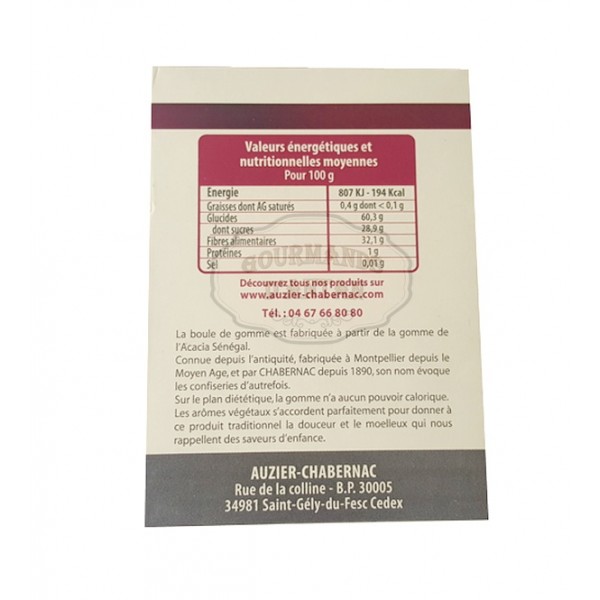 Valeurs énergétiques et
nutritionnelles moyennes
Pour 100 g
Energie 807 KJ - 194 Kcal
Graisses dont AG saturés 0,4 g dont < 0,1 g
Glucides 60,3 g
dont sucres 28,9 g
Fibres alimentaires 32,1 g
Protéines 1 g
Sel 0,01 g
GOURMANDS
Découvrez tous nos produits sur
www.auzier-chabernac.com
Tél. : 04 67 66 80 80
La boule de gomme est fabriquée à partir de la gomme de
l'Acacia Sénégal.
Connue depuis l'antiquité, fabriquée à Montpellier depuis le
Moyen Age, et par CHABERNAC depuis 1890, son nom évoque
les confiseries d'autrefois.
Sur le plan diététique, la gomme n'a aucun pouvoir calorique.
Les arômes végétaux s'accordent parfaitement pour donner à
ce produit traditionnel la douceur et le moelleux qui nous
rappellent des saveurs d'enfance.
AUZIER-CHABERNAC
Rue de la colline - B.P. 30005
34981 Saint-Gély-du-Fesc Cedex